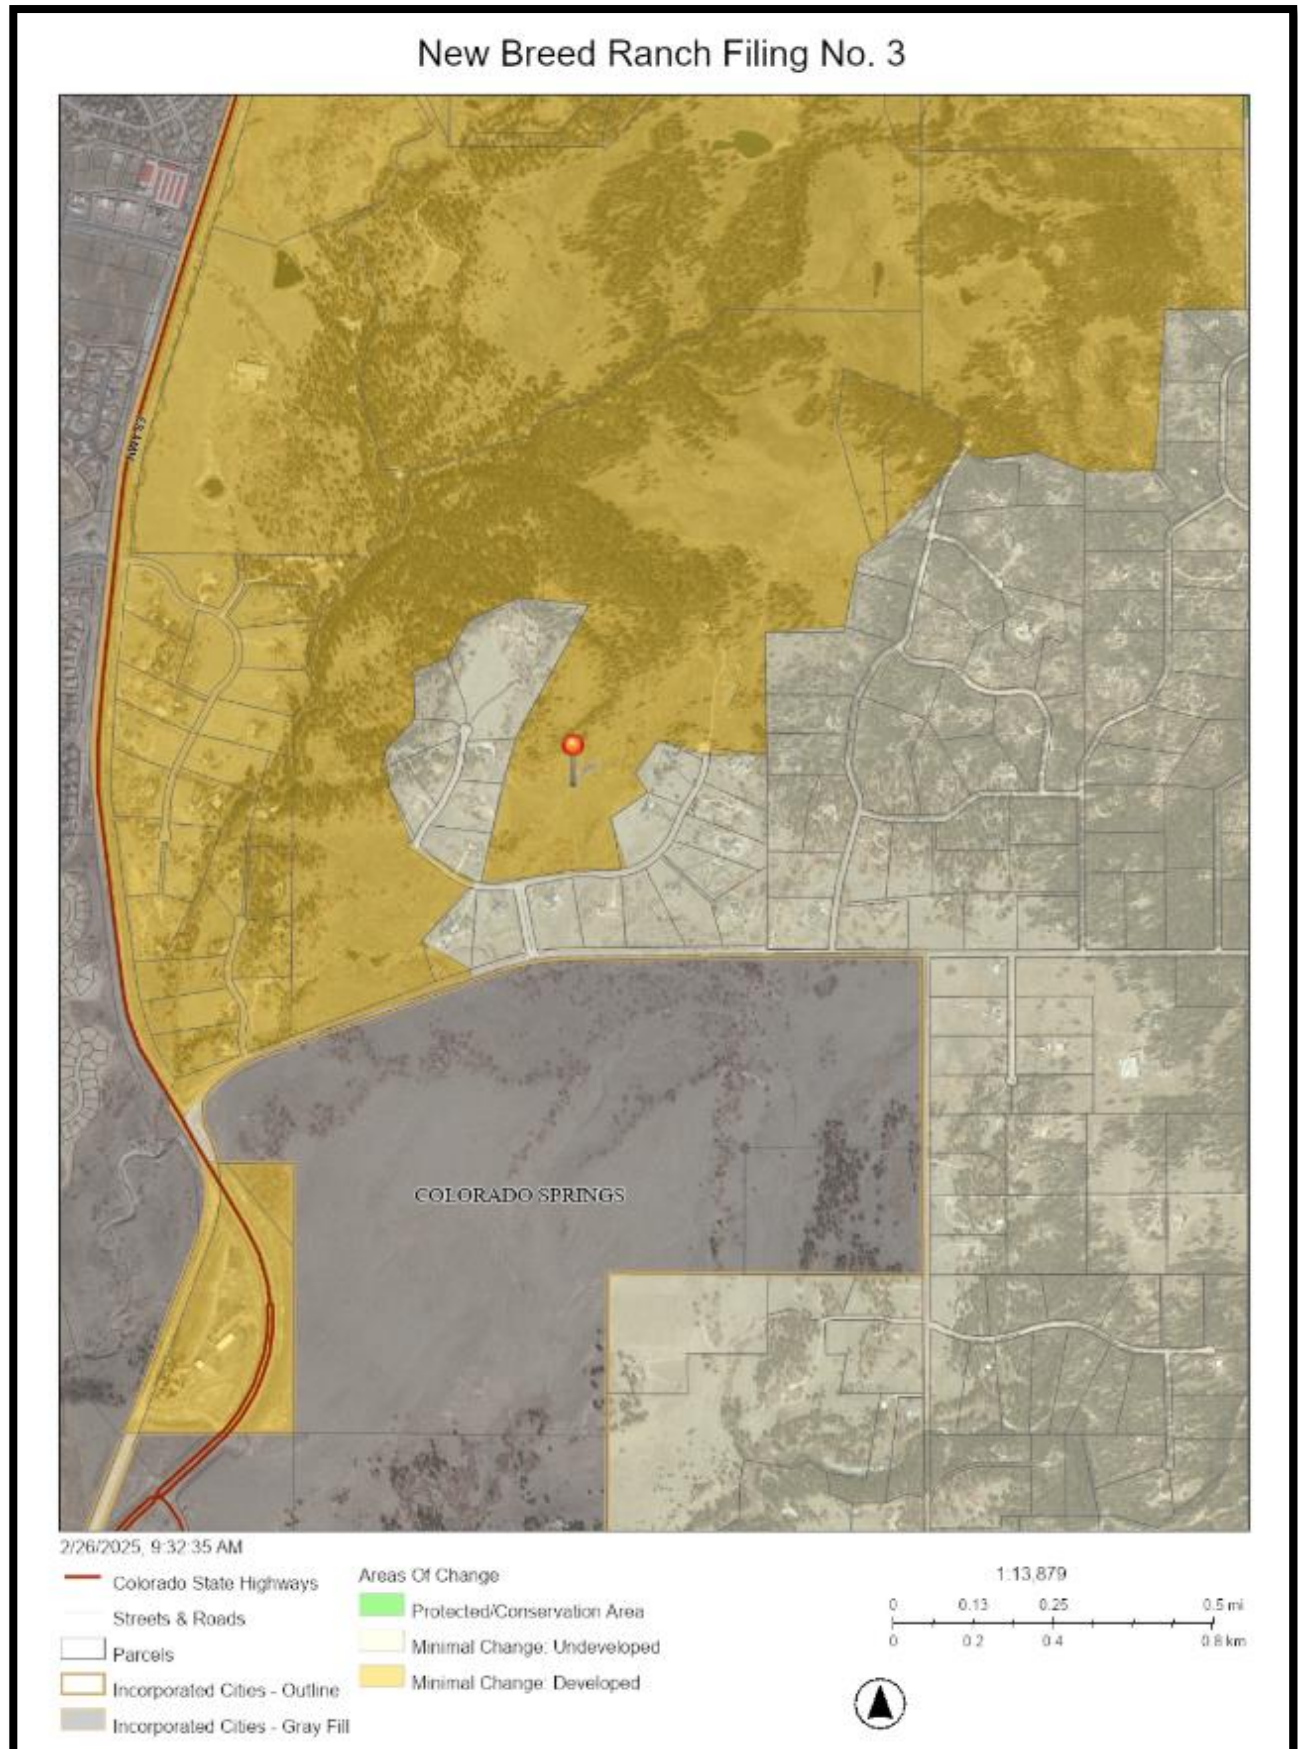 New Breed Ranch Filing No. 3
HWY 83
COLORADO SPRINGS
2/26/2025, 9:32:35 AM
Colorado State Highways
Streets & Roads
Parcels
Incorporated Cities - Outline
Incorporated Cities - Gray Fill
Areas Of Change
Protected/Conservation Area
Minimal Change: Undeveloped
Minimal Change: Developed
1:13,879
0 0.13 0.25 0.5 mi
0 0.2 0.4 0.8 km